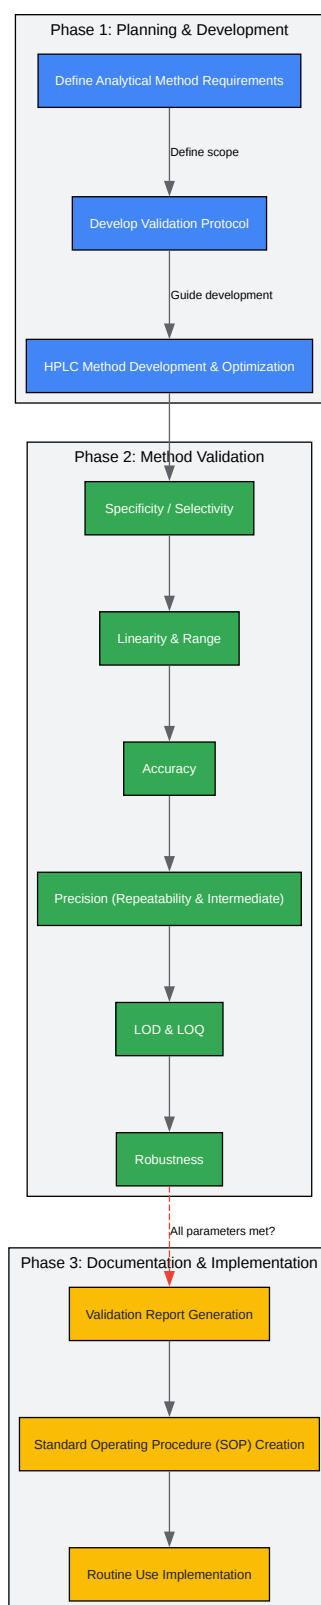 Phase 1: Planning & Development
Define Analytical Method Requirements
Define scope
Develop Validation Protocol
Guide development
HPLC Method Development & Optimization
Phase 2: Method Validation
Specificity / Selectivity
Linearity & Range
Accuracy
Precision (Repeatability & Intermediate)
LOD & LOQ
Robustness
All parameters met?
Phase 3: Documentation & Implementation
Validation Report Generation
Standard Operating Procedure (SOP) Creation
Routine Use Implementation